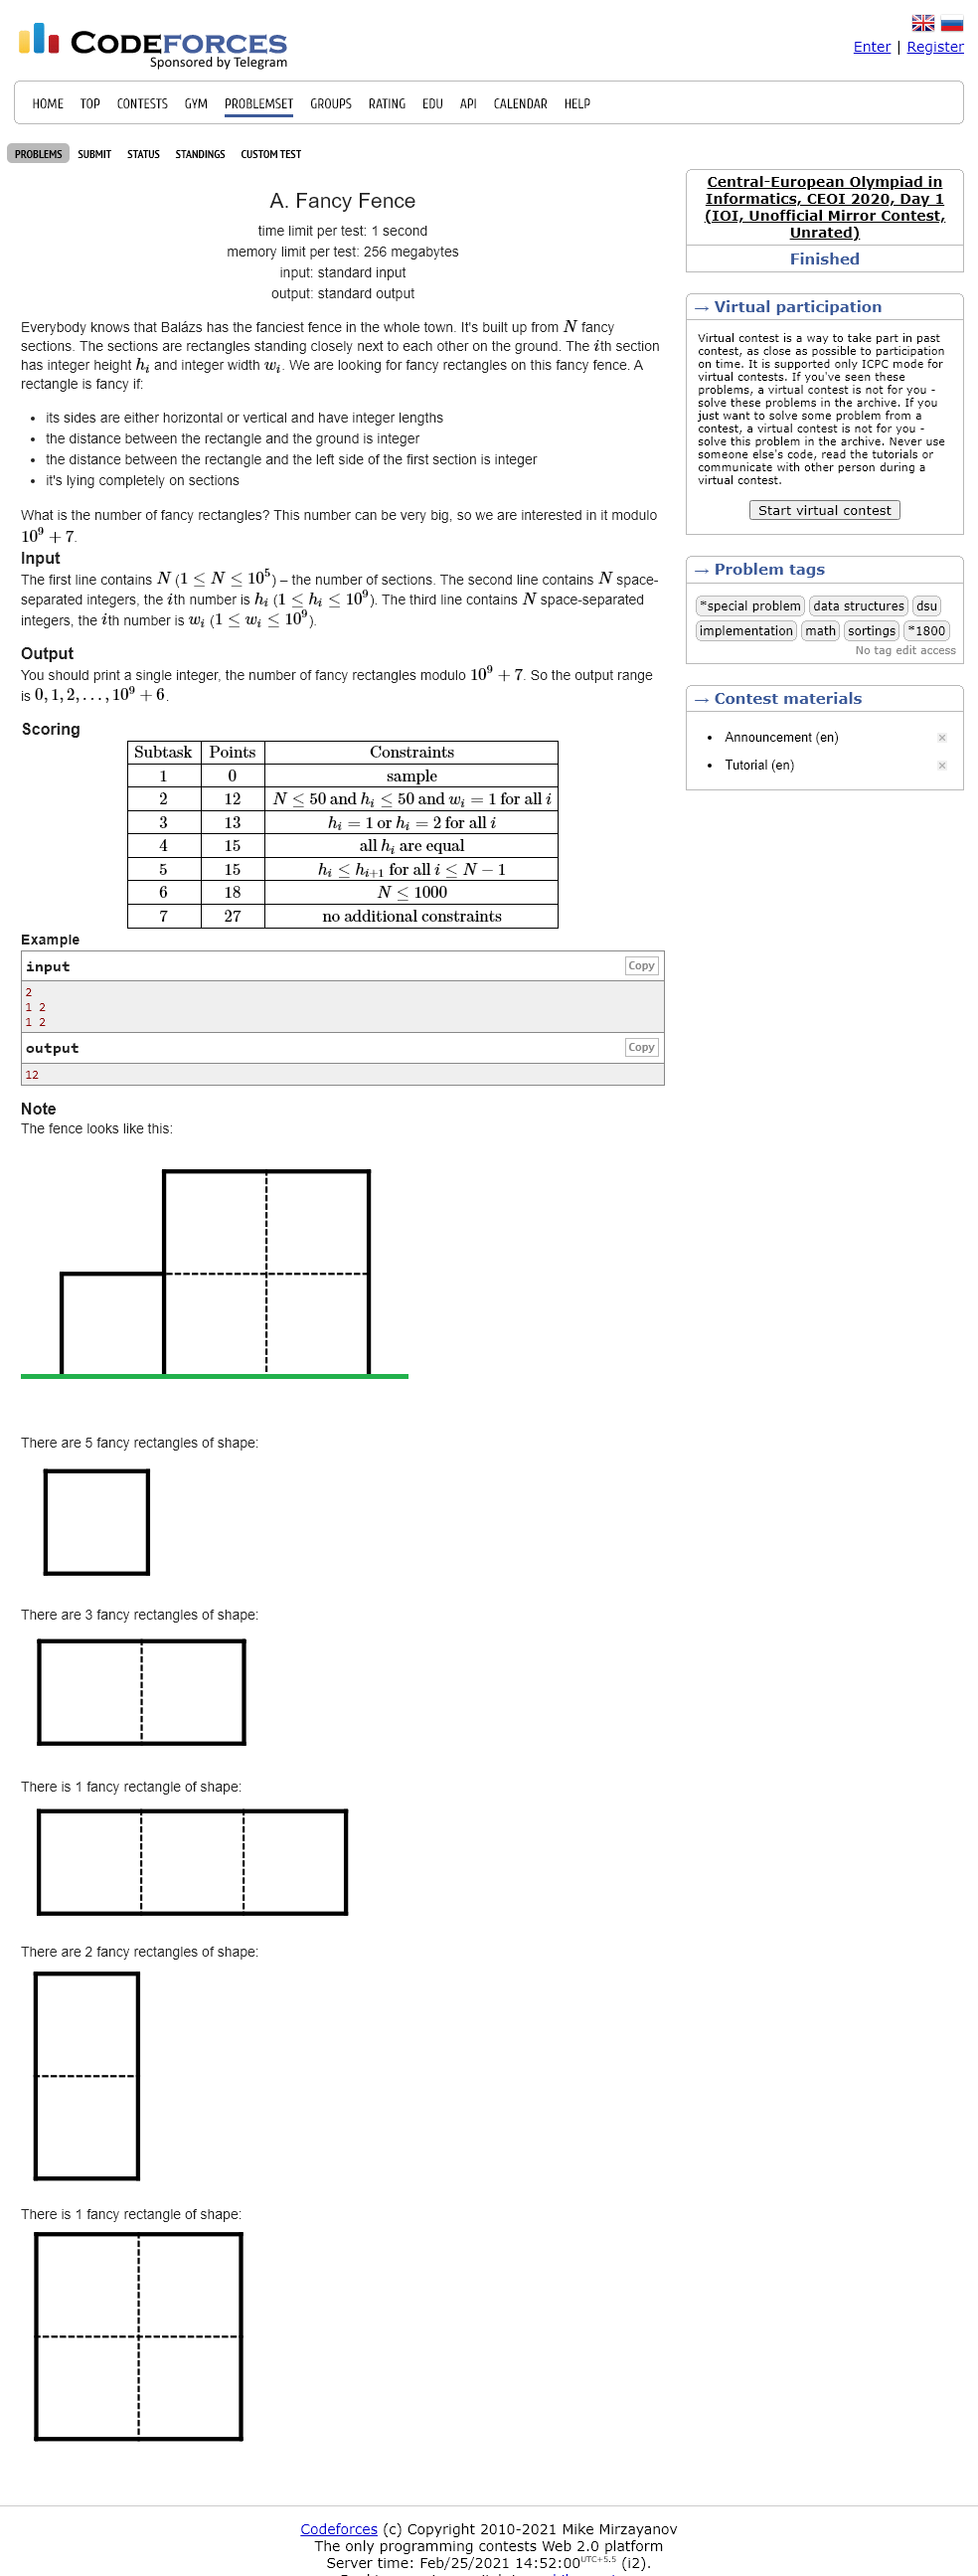 CODEFORCES
Sponsored by Telegram
Enter | Register
HOME TOP CONTESTS GYM PROBLEMSET GROUPS RATING EDU API CALENDAR HELP
PROBLEMS SUBMIT STATUS STANDINGS CUSTOM TEST
A. Fancy Fence
time limit per test: 1 second
memory limit per test: 256 megabytes
input: standard input
output: standard output
Everybody knows that Balázs has the fanciest fence in the whole town. It's built up from N fancy
sections. The sections are rectangles standing closely next to each other on the ground. The ith section
has integer height h_i and integer width w_i. We are looking for fancy rectangles on this fancy fence. A
rectangle is fancy if:
• its sides are either horizontal or vertical and have integer lengths
• the distance between the rectangle and the ground is integer
• the distance between the rectangle and the left side of the first section is integer
• it's lying completely on sections
What is the number of fancy rectangles? This number can be very big, so we are interested in it modulo
10^9 + 7.
Input
The first line contains N (1 ≤ N ≤ 10^5) – the number of sections. The second line contains N space-
separated integers, the ith number is h_i (1 ≤ h_i ≤ 10^9). The third line contains N space-separated
integers, the ith number is w_i (1 ≤ w_i ≤ 10^9).
Output
You should print a single integer, the number of fancy rectangles modulo 10^9 + 7. So the output range
is 0, 1, 2, . . . , 10^9 + 6.
Scoring
Subtask Points Constraints
1 0 sample
2 12 N ≤ 50 and h_i ≤ 50 and w_i = 1 for all i
3 13 h_i = 1 or h_i = 2 for all i
4 15 all h_i are equal
5 15 h_i ≤ h_{i+1} for all i ≤ N − 1
6 18 N ≤ 1000
7 27 no additional constraints
Example
input Copy
2
1 2
1 2
output Copy
12
Note
The fence looks like this:
There are 5 fancy rectangles of shape:
There are 3 fancy rectangles of shape:
There is 1 fancy rectangle of shape:
There are 2 fancy rectangles of shape:
There is 1 fancy rectangle of shape:
Central-European Olympiad in
Informatics, CEOI 2020, Day 1
(IOI, Unofficial Mirror Contest,
Unrated)
Finished
→ Virtual participation
Virtual contest is a way to take part in past
contest, as close as possible to participation
on time. It is supported only ICPC mode for
virtual contests. If you've seen these
problems, a virtual contest is not for you -
solve these problems in the archive. If you
just want to solve some problem from a
contest, a virtual contest is not for you -
solve this problem in the archive. Never use
someone else's code, read the tutorials or
communicate with other person during a
virtual contest.
Start virtual contest
→ Problem tags
*special problem data structures dsu
implementation math sortings *1800
No tag edit access
→ Contest materials
• Announcement (en)
• Tutorial (en)
Codeforces (c) Copyright 2010-2021 Mike Mirzayanov
The only programming contests Web 2.0 platform
Server time: Feb/25/2021 14:52:00 UTC+5.5 (i2).